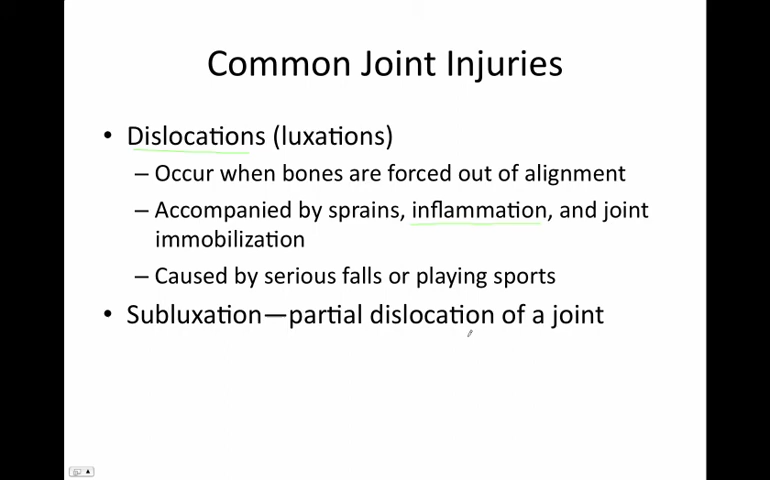 Common Joint Injuries
• Dislocations (luxations)
– Occur when bones are forced out of alignment
– Accompanied by sprains, inflammation, and joint
immobilization
– Caused by serious falls or playing sports
• Subluxation—partial dislocation of a joint